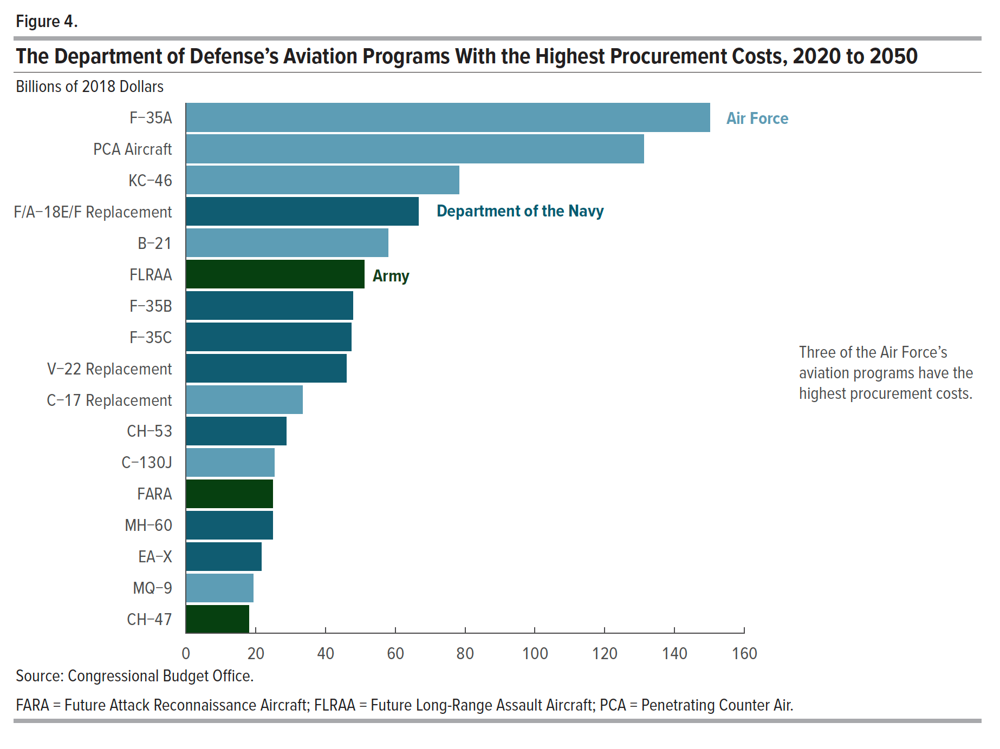 Figure 4.
The Department of Defense’s Aviation Programs With the Highest Procurement Costs, 2020 to 2050
Billions of 2018 Dollars
F–35A
Air Force
PCA Aircraft
KC–46
F/A–18E/F Replacement
Department of the Navy
B–21
FLRAA
Army
F–35B
F–35C
V–22 Replacement
C–17 Replacement
CH–53
C–130J
FARA
MH–60
EA–X
MQ–9
CH–47
Three of the Air Force’s
aviation programs have the
highest procurement costs.
0 20 40 60 80 100 120 140 160
Source: Congressional Budget Office.
FARA = Future Attack Reconnaissance Aircraft; FLRAA = Future Long-Range Assault Aircraft; PCA = Penetrating Counter Air.